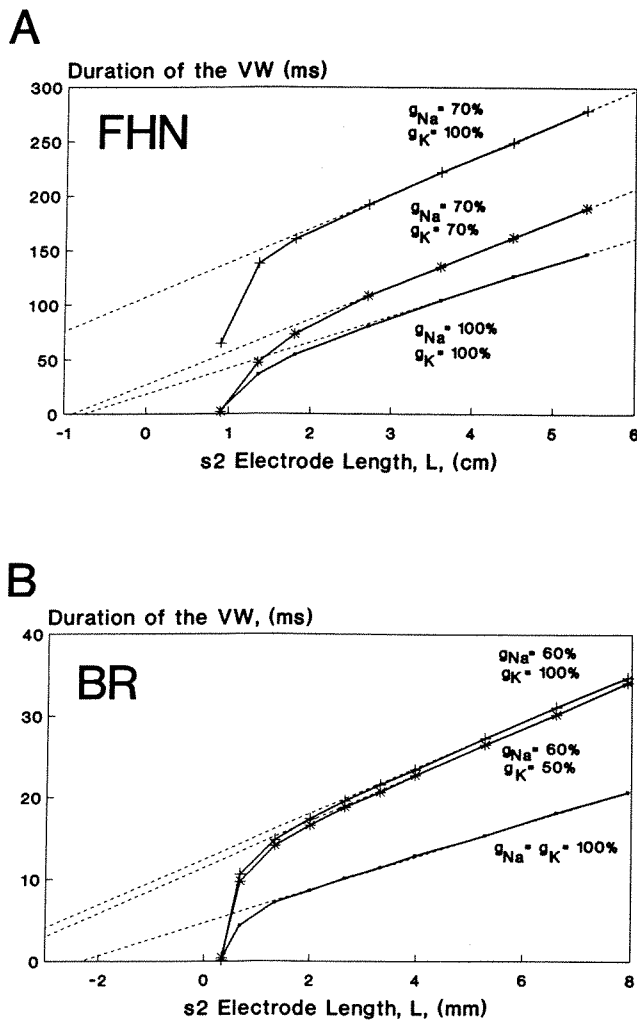 A
Duration of the VW (ms)
300
250
200
150
100
50
0
FHN
gNa= 70%
gK= 100%
gNa= 70%
gK= 70%
gNa= 100%
gK= 100%
-1 0 1 2 3 4 5 6
s2 Electrode Length, L, (cm)
B
Duration of the VW, (ms)
40
30
20
10
0
BR
gNa= 60%
gK= 100%
gNa= 60%
gK= 50%
gNa= gK= 100%
-2 0 2 4 6 8
s2 Electrode Length, L, (mm)